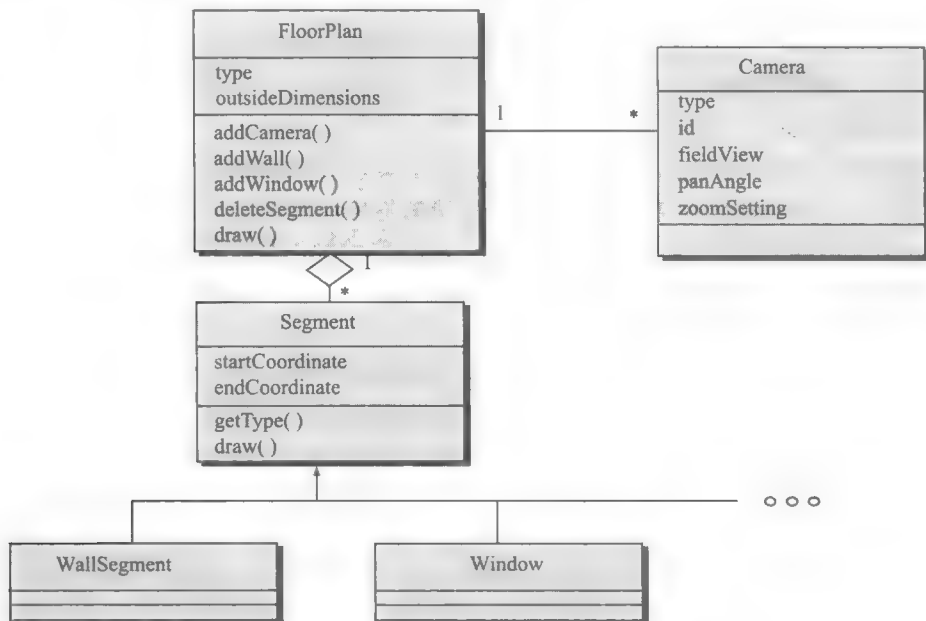 FloorPlan
type
outsideDimensions
addCamera( )
addWall( )
addWindow( )
deleteSegment( )
draw( )
1
*
Camera
type
id
fieldView
panAngle
zoomSetting
1
*
Segment
startCoordinate
endCoordinate
getType( )
draw( )
WallSegment
Window